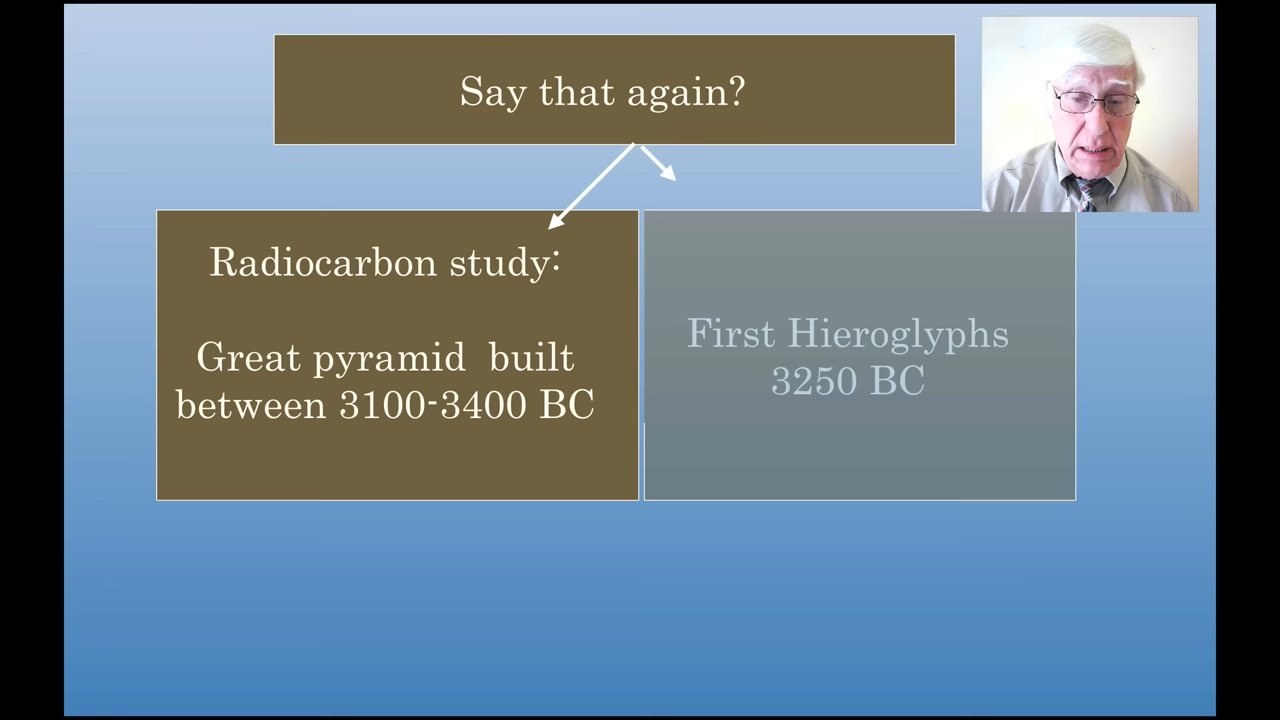 Say that again?
Radiocarbon study:
Great pyramid built
between 3100-3400 BC
First Hieroglyphs
3250 BC